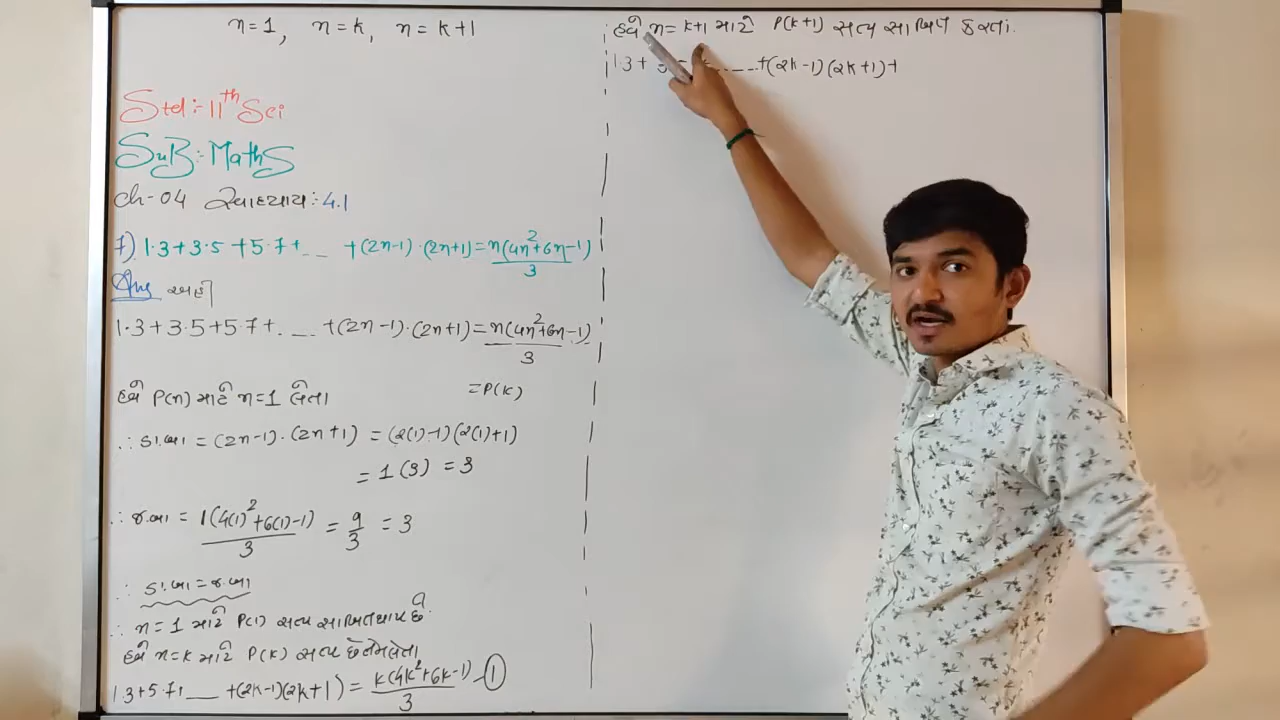 n=1, n=k, n=k+1
Std:-11th Sci
SuB:-MathS
ch-04 સ્વાધ્યાય:-4.1
7) 1·3+3·5+5·7+... +(2n-1)·(2n+1)=n(4n²+6n-1)/3
Ans અહીં
1·3+3·5+5·7+... +(2n-1)·(2n+1)=n(4n²+6n-1)/3
=P(k)
હવે P(n) માટે n=1 લેતા
∴ ડા.બા = (2n-1)·(2n+1) = (2(1)-1)(2(1)+1)
= 1(3) = 3
∴ જ.બા = 1(4(1)²+6(1)-1)/3 = 9/3 = 3
∴ ડા.બા = જ.બા
∴ n=1 માટે P(1) સત્ય સાબિત થાય છે
હવે n=k માટે P(k) સત્ય છે તેમ લેતા
1·3+5·7+... +(2k-1)(2k+1) = k(4k²+6k-1)/3 -①
હવે n= k+1 માટે P(k+1) સત્ય સાબિત કરતા.
1·3+ ... +(2k-1)(2k+1)+